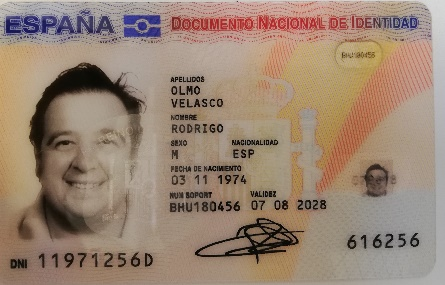 ESPAÑA DOCUMENTO NACIONAL DE IDENTIDAD
BHU180456
APELLIDOS
OLMO
VELASCO
NOMBRE
RODRIGO
SEXO NACIONALIDAD
M ESP
FECHA DE NACIMIENTO
03 11 1974
NUM SOPORT VALIDEZ
BHU180456 07 08 2028
616256
DNI 11971256D